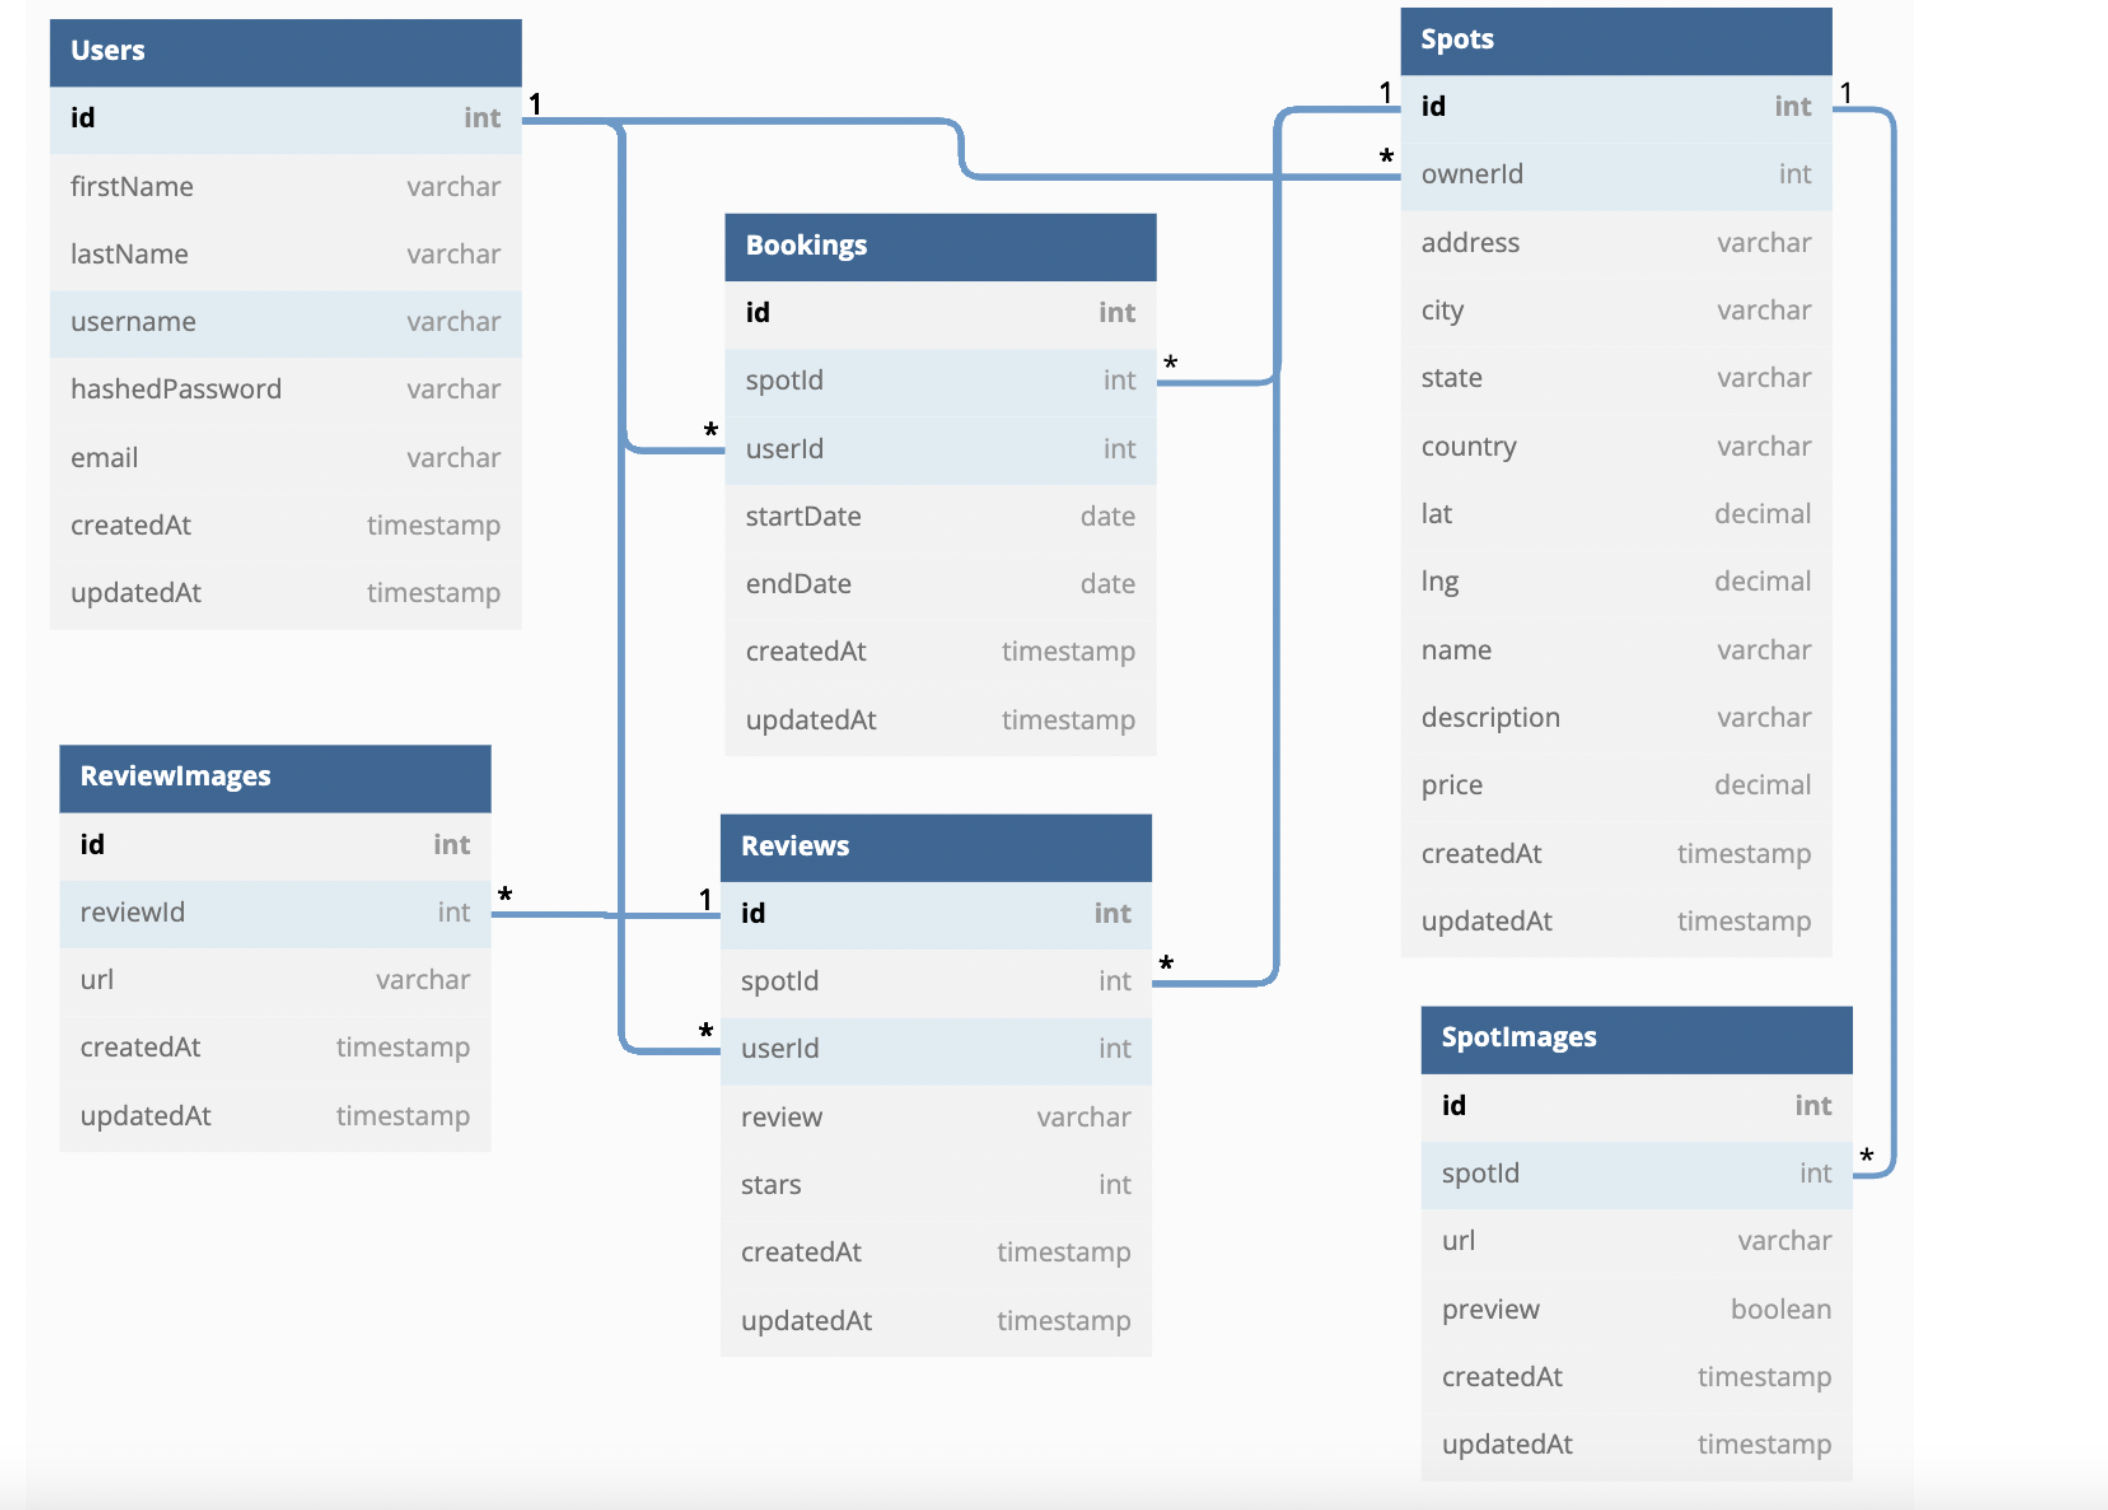 Users
id int
firstName varchar
lastName varchar
username varchar
hashedPassword varchar
email varchar
createdAt timestamp
updatedAt timestamp
1
Bookings
id int
spotId int
*
* userId int
startDate date
endDate date
createdAt timestamp
updatedAt timestamp
Spots
1 id int 1
* ownerId int
address varchar
city varchar
state varchar
country varchar
lat decimal
lng decimal
name varchar
description varchar
price decimal
createdAt timestamp
updatedAt timestamp
ReviewImages
id int
reviewId int *
url varchar
createdAt timestamp
updatedAt timestamp
Reviews
1 id int
spotId int *
* userId int
review varchar
stars int
createdAt timestamp
updatedAt timestamp
SpotImages
id int
spotId int *
url varchar
preview boolean
createdAt timestamp
updatedAt timestamp